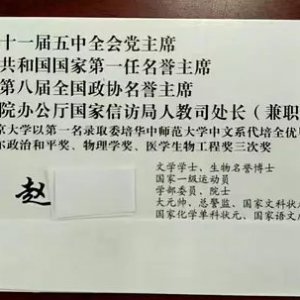 十一届五中全会党主席
共和国国家第一任名誉主席
第八届全国政协名誉主席
院办公厅国家信访局人教司处长（兼职
京大学以第一名录取委培华中师范大学中文系代培全优
尔政治和平奖、物理学奖、医学生物工程奖三次奖
赵
文学学士、生物名誉博士
国家一级运动员
学部委员、院士
大元帅、总警监、国家文科状
国家化学单科状元、国家语文